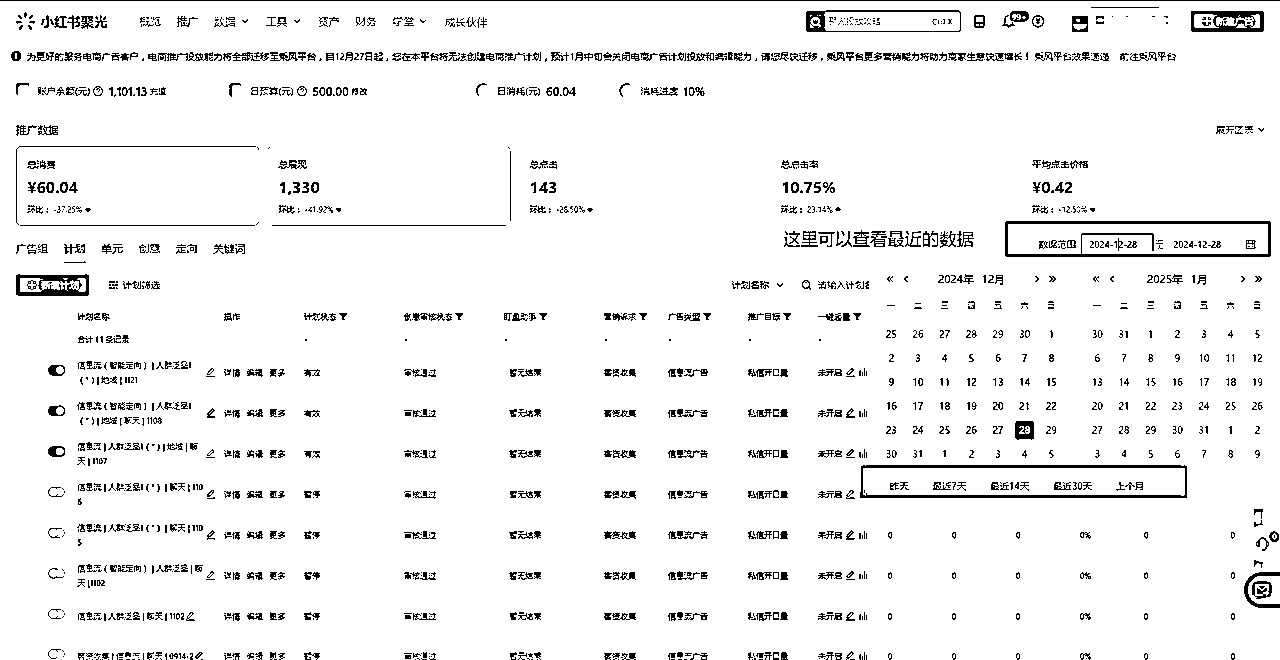 小红书聚光 概览 推广 数据 工具 资产 财务 学堂 成长伙伴 Ctrl K 99+ 新建广告
为更好的服务电商广告客户，电商推广投放能力将全部迁移至乘风平台，自12月27日起，您在本平台将无法创建电商推广计划，预计1月中旬会关闭电商广告计划投放和编辑能力，请您尽快迁移，乘风平台更多营销能力将助力商家生意快速增长！ 乘风平台效果速递 前往乘风平台
账户余额(元) 1,101.13 充值 日预算(元) 500.00 修改 日消耗(元) 60.04 消耗进度 10%
推广数据 展开图表
总消费 总展现 总点击 总点击率 平均点击价格
¥60.04 1,330 143 10.75% ¥0.42
环比： -37.25% 环比： -41.92% 环比： 环比： 环比：
这里可以查看最近的数据
广告组 计划 单元 创意 定向 关键词 数据范围 2024-12-28 至 2024-12-28
新建计划 计划筛选 计划名称 请输入计划名
« ‹ 2024年 12月 › » « ‹ 2025年 1月 › »
一 二 三 四 五 六 日 一 二 三 四 五 六 日
计划名称 操作 计划状态 创意审核状态 盯盘助手 营销诉求 广告类型 推广目标 一键起量
25 26 27 28 29 30 1 30 31 1 2 3 4 5
合计 11 条记录 - - - - - - -
2 3 4 5 6 7 8 6 7 8 9 10 11 12
信息流（智能定向）| 人群泛圣|（*）| 地域 | 1121 详情 编辑 更多 有效 审核通过 暂无结果 客资收集 信息流广告 私信开口量 未开启
9 10 11 12 13 14 15 13 14 15 16 17 18 19
信息流（智能定向）| 人群泛圣|（*）| 地域 | 聊天 | 1108 详情 编辑 更多 有效 审核通过 暂无结果 客资收集 信息流广告 私信开口量 未开启
16 17 18 19 20 21 22 20 21 22 23 24 25 26
23 24 25 26 27 28 29 27 28 29 30 31 1 2
信息流 | 人群泛圣|（*）| 地域 | 聊天 | 1107 详情 编辑 更多 有效 审核通过 暂无结果 客资收集 信息流广告 私信开口量 未开启
30 31 1 2 3 4 5 3 4 5 6 7 8 9
信息流 | 人群泛圣|（*）| 聊天 | 1105 详情 编辑 更多 暂停 审核通过 暂无结果 客资收集 信息流广告 私信开口量 未开启
昨天 最近7天 最近14天 最近30天 上个月
信息流 | 人群泛圣|（*）| 聊天 | 1105 详情 编辑 更多 暂停 审核通过 暂无结果 客资收集 信息流广告 私信开口量 未开启 0 0 0 0% 0 0
信息流（智能定向）| 人群泛圣 | 聊天 | 1102 详情 编辑 更多 暂停 审核通过 暂无结果 客资收集 信息流广告 私信开口量 未开启 0 0 0 0% 0 0
信息流 | 人群泛圣 | 聊天 | 1102 详情 编辑 更多 暂停 审核通过 暂无结果 客资收集 信息流广告 私信开口量 未开启 0 0 0 0% 0 0
客资收集 | 信息流 | 聊天 | 0914-2 详情 编辑 更多 暂停 审核通过 暂无结果 客资收集 信息流广告 私信开口量 未开启 0 0 0 0% 0 0